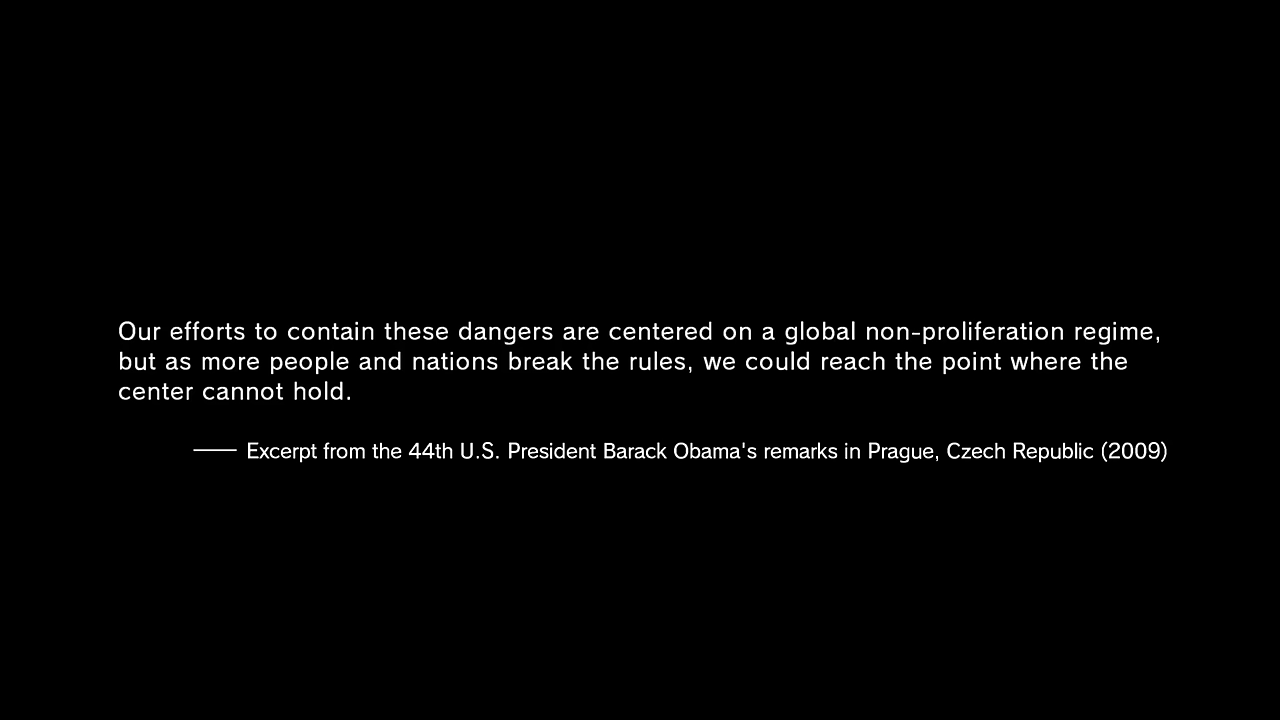 Our efforts to contain these dangers are centered on a global non-proliferation regime,
but as more people and nations break the rules, we could reach the point where the
center cannot hold.
—— Excerpt from the 44th U.S. President Barack Obama's remarks in Prague, Czech Republic (2009)